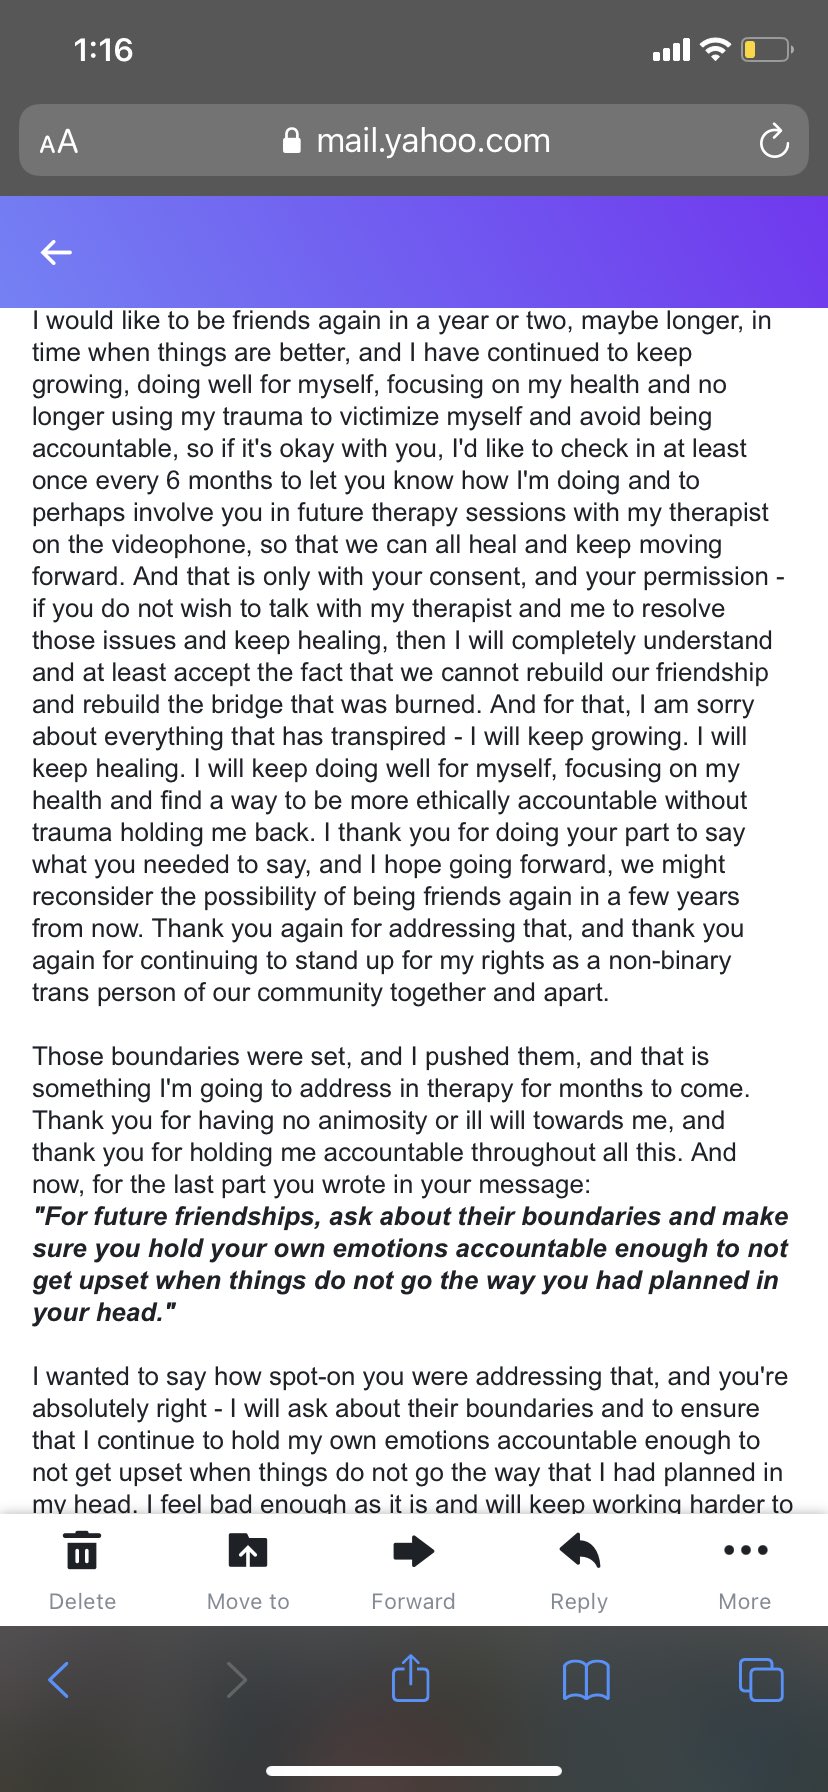 1:16
AA mail.yahoo.com
I would like to be friends again in a year or two, maybe longer, in
time when things are better, and I have continued to keep
growing, doing well for myself, focusing on my health and no
longer using my trauma to victimize myself and avoid being
accountable, so if it's okay with you, I'd like to check in at least
once every 6 months to let you know how I'm doing and to
perhaps involve you in future therapy sessions with my therapist
on the videophone, so that we can all heal and keep moving
forward. And that is only with your consent, and your permission -
if you do not wish to talk with my therapist and me to resolve
those issues and keep healing, then I will completely understand
and at least accept the fact that we cannot rebuild our friendship
and rebuild the bridge that was burned. And for that, I am sorry
about everything that has transpired - I will keep growing. I will
keep healing. I will keep doing well for myself, focusing on my
health and find a way to be more ethically accountable without
trauma holding me back. I thank you for doing your part to say
what you needed to say, and I hope going forward, we might
reconsider the possibility of being friends again in a few years
from now. Thank you again for addressing that, and thank you
again for continuing to stand up for my rights as a non-binary
trans person of our community together and apart.
Those boundaries were set, and I pushed them, and that is
something I'm going to address in therapy for months to come.
Thank you for having no animosity or ill will towards me, and
thank you for holding me accountable throughout all this. And
now, for the last part you wrote in your message:
"For future friendships, ask about their boundaries and make
sure you hold your own emotions accountable enough to not
get upset when things do not go the way you had planned in
your head."
I wanted to say how spot-on you were addressing that, and you're
absolutely right - I will ask about their boundaries and to ensure
that I continue to hold my own emotions accountable enough to
not get upset when things do not go the way that I had planned in
my head. I feel bad enough as it is and will keep working harder to
Delete Move to Forward Reply More